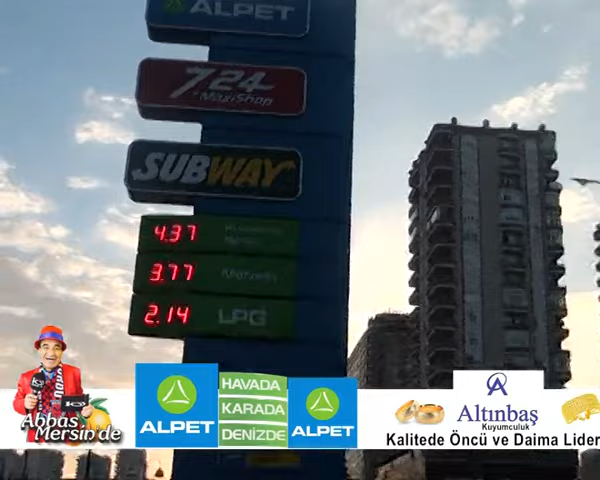 ALPET
7.24
MaxiShop
SUBWAY
4.37
3.77 Motorin
2.14 LPG
Abbas
Mersin'de
ALPET
HAVADA
KARADA
DENİZDE
ALPET
Altınbaş
Kuyumculuk
Kalitede Öncü ve Daima Lider